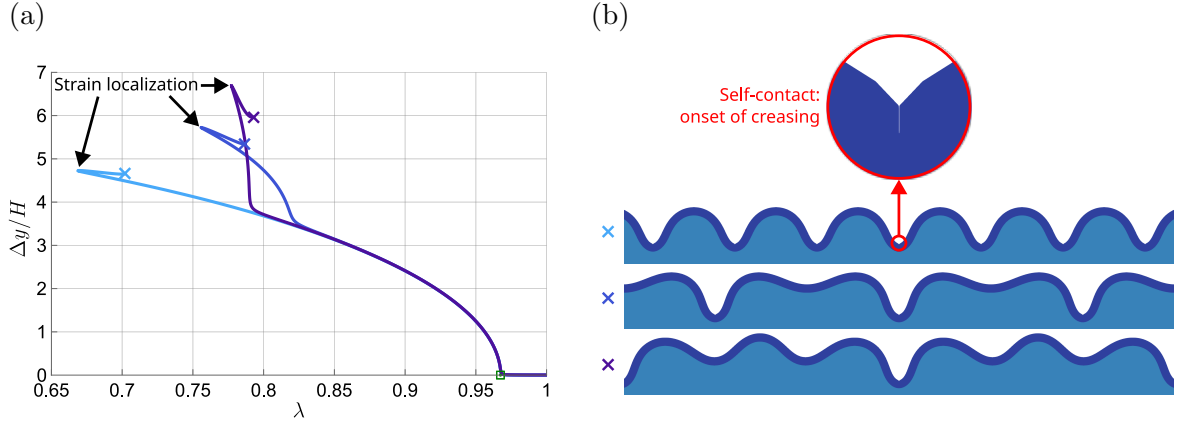 (a)
(b)
7
6
5
4
3
2
1
0
Δy/H
Strain localization
0.65
0.7
0.75
0.8
0.85
0.9
0.95
1
λ
Self-contact:
onset of creasing